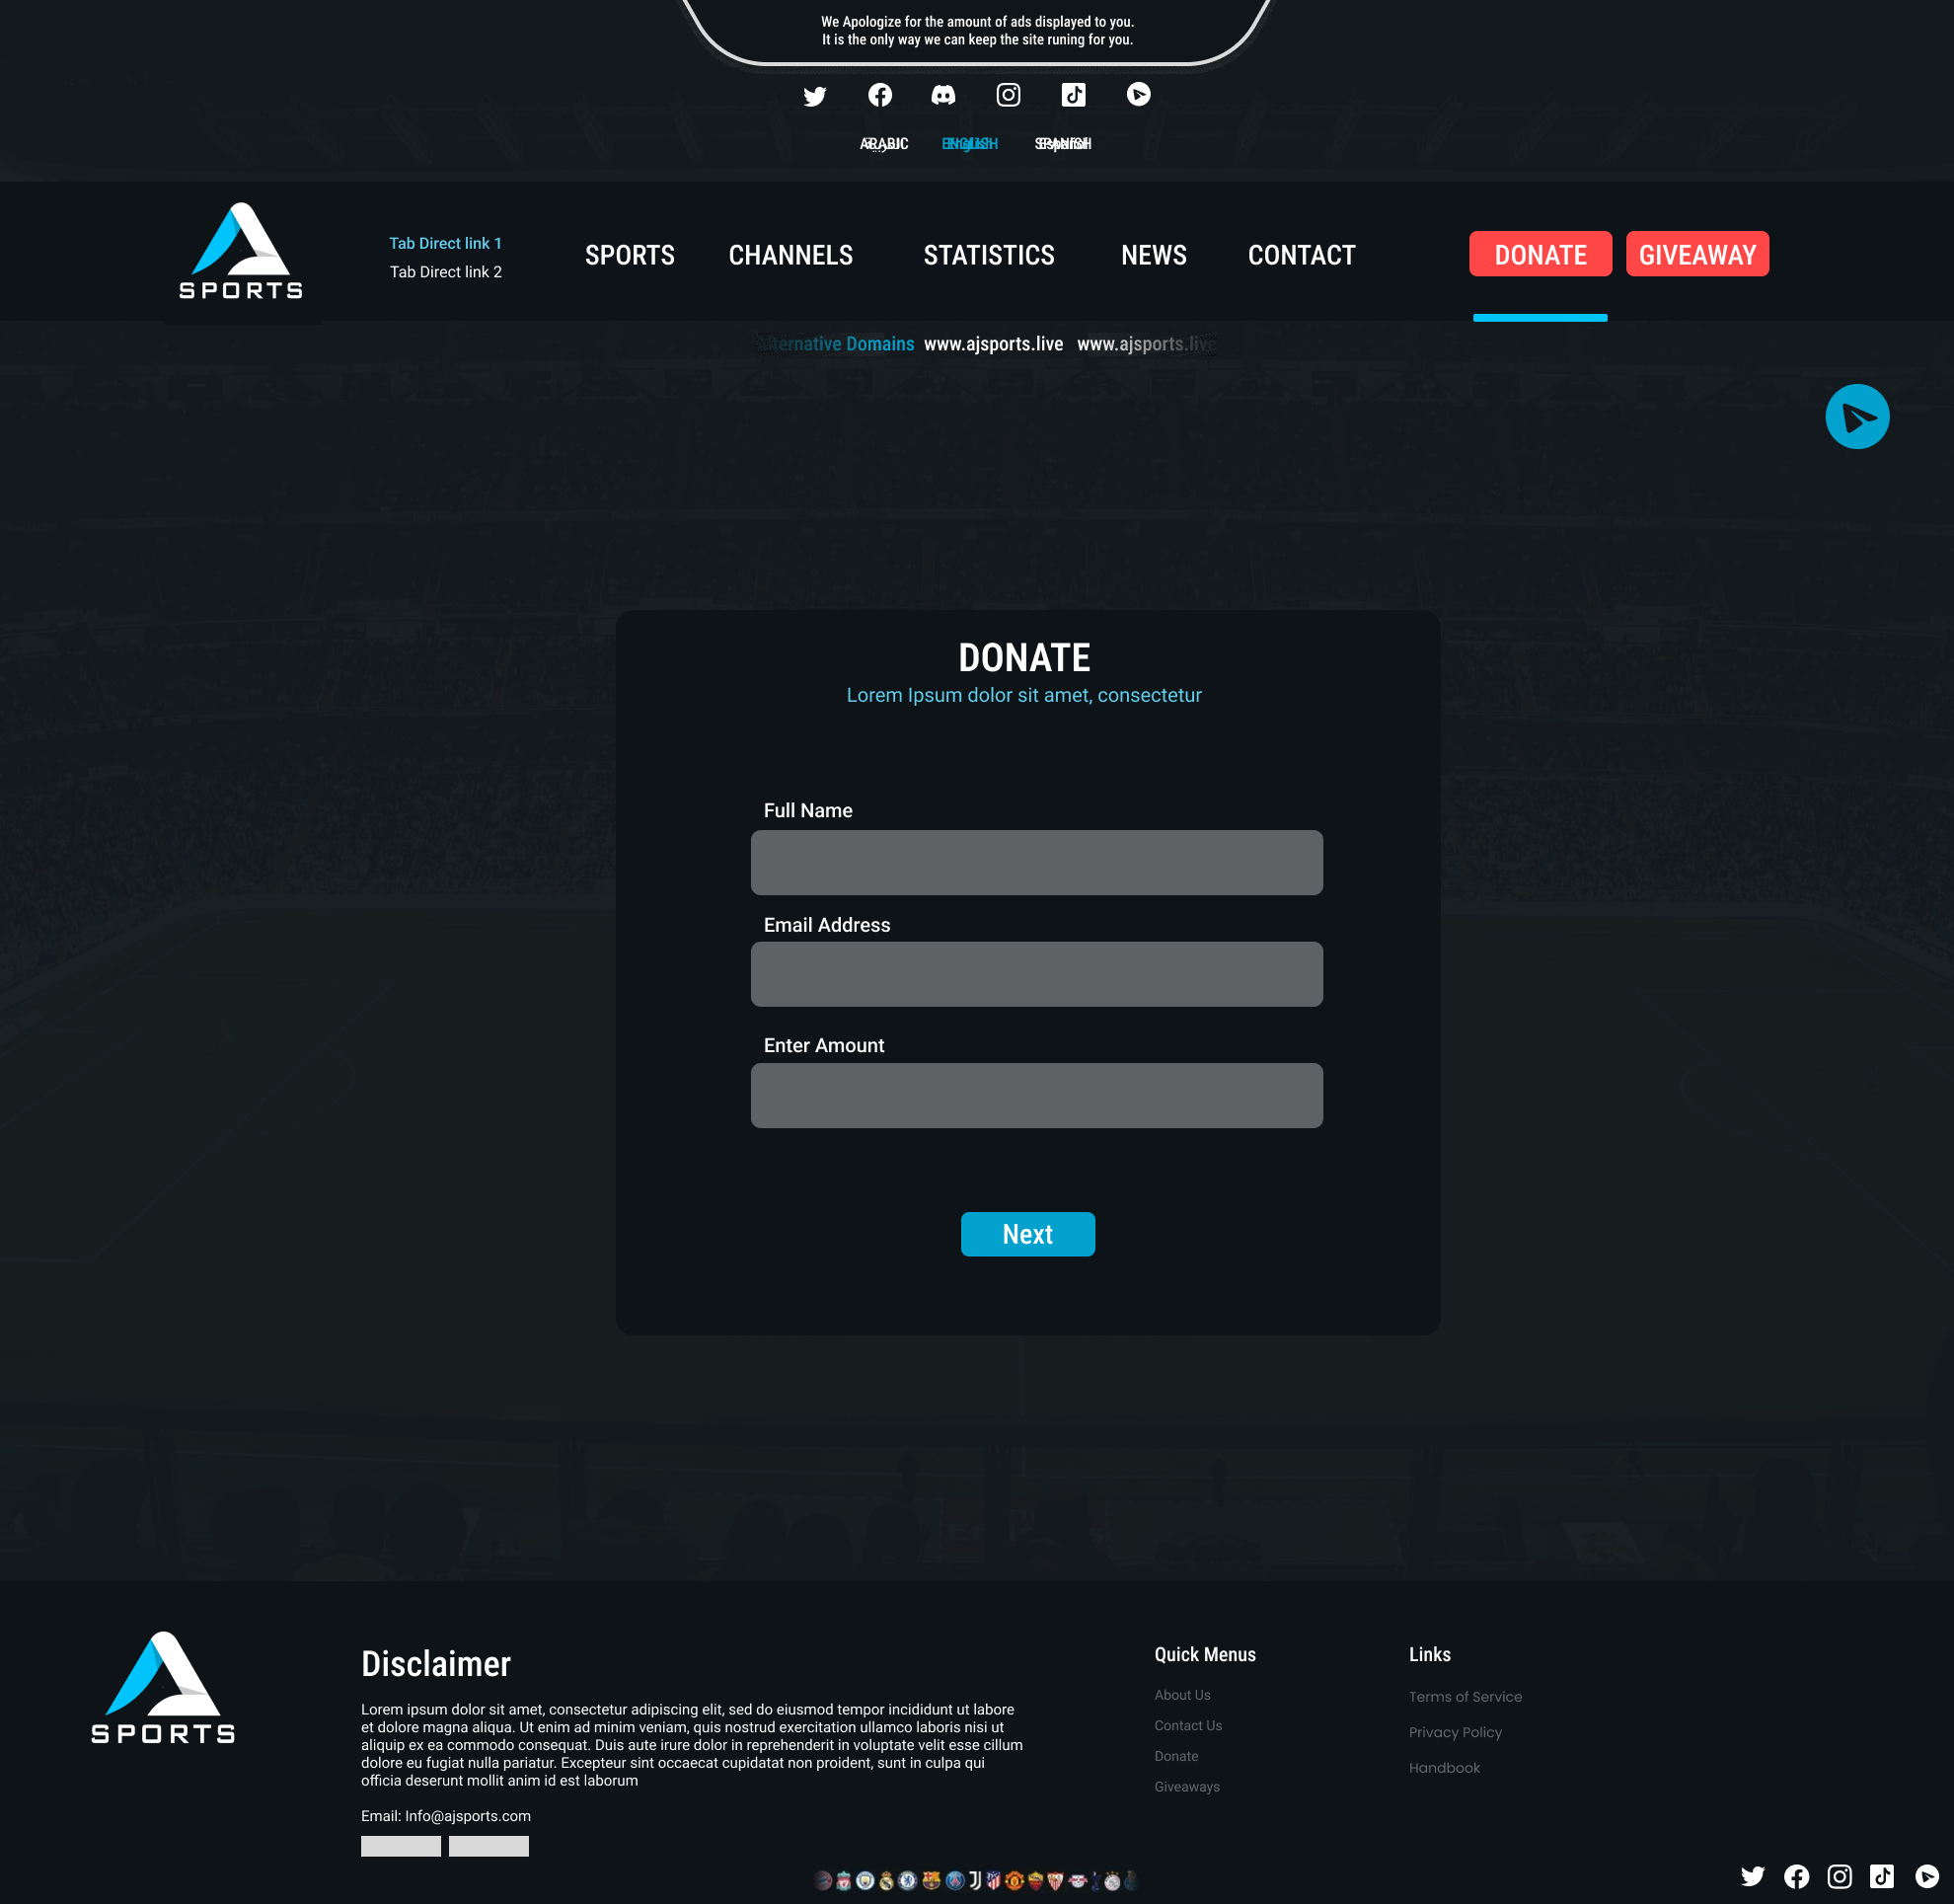 We Apologize for the amount of ads displayed to you.
It is the only way we can keep the site runing for you.
ARABIC ENGLISH SPANISH
SPORTS
Tab Direct link 1
Tab Direct link 2
SPORTS CHANNELS STATISTICS NEWS CONTACT
DONATE GIVEAWAY
lternative Domains www.ajsports.live www.ajsports.live
DONATE
Lorem Ipsum dolor sit amet, consectetur
Full Name
Email Address
Enter Amount
Next
SPORTS
Disclaimer
Lorem ipsum dolor sit amet, consectetur adipiscing elit, sed do eiusmod tempor incididunt ut labore
et dolore magna aliqua. Ut enim ad minim veniam, quis nostrud exercitation ullamco laboris nisi ut
aliquip ex ea commodo consequat. Duis aute irure dolor in reprehenderit in voluptate velit esse cillum
dolore eu fugiat nulla pariatur. Excepteur sint occaecat cupidatat non proident, sunt in culpa qui
officia deserunt mollit anim id est laborum
Email: Info@ajsports.com
Quick Menus
About Us
Contact Us
Donate
Giveaways
Links
Terms of Service
Privacy Policy
Handbook